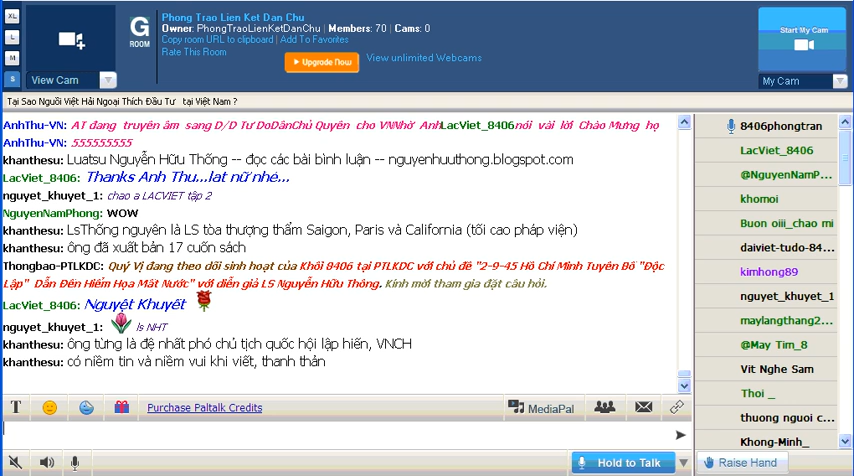 XL
L
M
S
View Cam
G
ROOM
Phong Trao Lien Ket Dan Chu
Owner: PhongTraoLienKetDanChu | Members: 70 | Cams: 0
Copy room URL to clipboard | Add To Favorites
Rate This Room
Upgrade Now
View unlimited Webcams
Start My Cam
My Cam
Tại Sao Người Việt Hải Ngoại Thích Đầu Tư tại Việt Nam ?
AnhThu-VN: AT đang truyên âm sang D/D Tự DoDânChủ Quyên cho VNNhờ AnhLacViet_8406nói vài lời Chào Mưng họ
AnhThu-VN: 555555555
khanthesu: Luatsu Nguyễn Hữu Thống -- đọc các bài bình luận -- nguyenhuuthong.blogspot.com
LacViet_8406: Thanks Anh Thu...lat nữ nhé...
nguyet_khuyet_1: chao a LACVIET tập 2
NguyenNamPhong: WOW
khanthesu: LsThống nguyên là LS tòa thượng thẩm Saigon, Paris và California (tối cao pháp viện)
khanthesu: ông đã xuất bản 17 cuốn sách
Thongbao-PTLKDC: Quý Vị đang theo dõi sinh hoạt của Khối 8406 tại PTLKDC với chủ đề "2-9-45 Hồ Chí Minh Tuyên Bố "Độc
Lập" Dẫn Đến Hiểm Họa Mất Nước" với diễn giả LS Nguyễn Hữu Thống. Kính mời tham gia đặt câu hỏi.
LacViet_8406: Nguyệt Khuyết
nguyet_khuyet_1: ls NHT
khanthesu: ông từng là đệ nhất phó chủ tịch quốc hội lập hiến, VNCH
khanthesu: có niềm tin và niềm vui khi viết, thanh thản
8406phongtran
LacViet_8406
@NguyenNamP...
khomoi
Buon oiii_chao mi
daiviet-tudo-84...
kimhong89
nguyet_khuyet_1
maylangthang2...
@May Tim_8
Vit Nghe Sam
Thoi _
thuong nguoi c...
Khong-Minh_
T
Purchase Paltalk Credits
MediaPal
Hold to Talk
Raise Hand